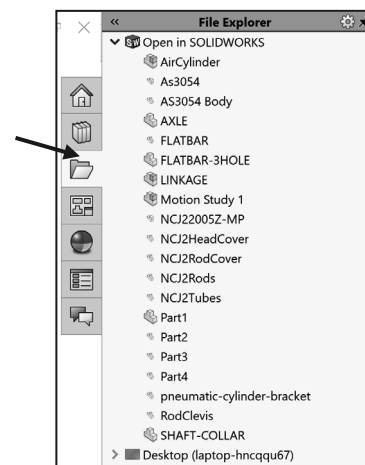 File Explorer
Open in SOLIDWORKS
AirCylinder
As3054
AS3054 Body
AXLE
FLATBAR
FLATBAR-3HOLE
LINKAGE
Motion Study 1
NCJ22005Z-MP
NCJ2HeadCover
NCJ2RodCover
NCJ2Rods
NCJ2Tubes
Part1
Part2
Part3
Part4
pneumatic-cylinder-bracket
RodClevis
SHAFT-COLLAR
Desktop (laptop-hncqqu67)